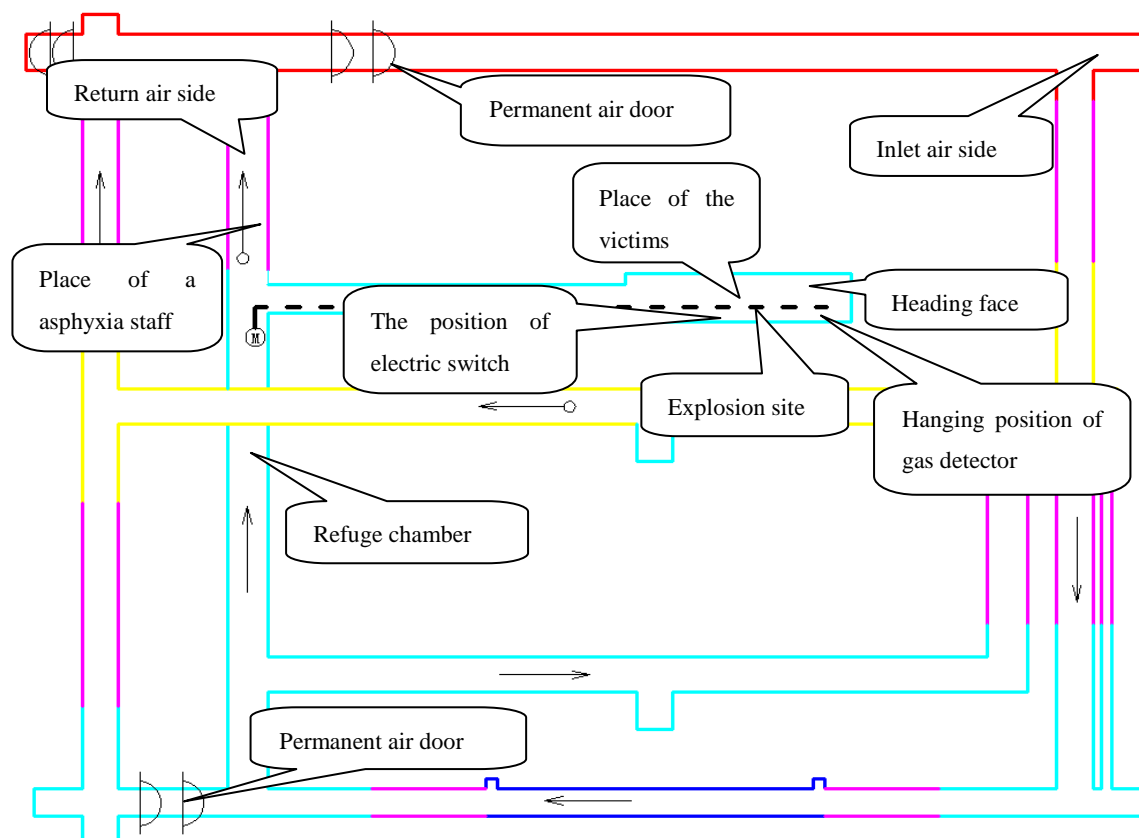 Return air side
Permanent air door
Inlet air side
Place of the
victims
Place of a
asphyxia staff
Heading face
The position of
electric switch
M
Explosion site
Hanging position of
gas detector
Refuge chamber
Permanent air door